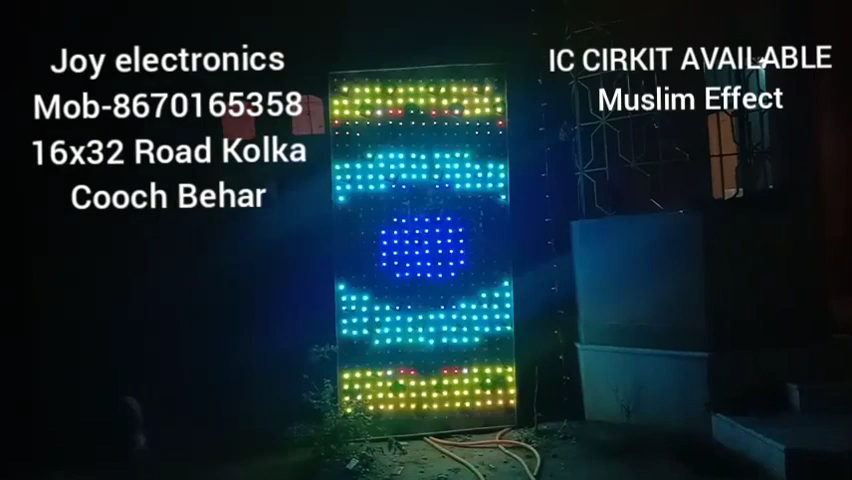 Joy electronics
Mob-8670165358
16x32 Road Kolka
Cooch Behar
IC CIRKIT AVAILABLE
Muslim Effect